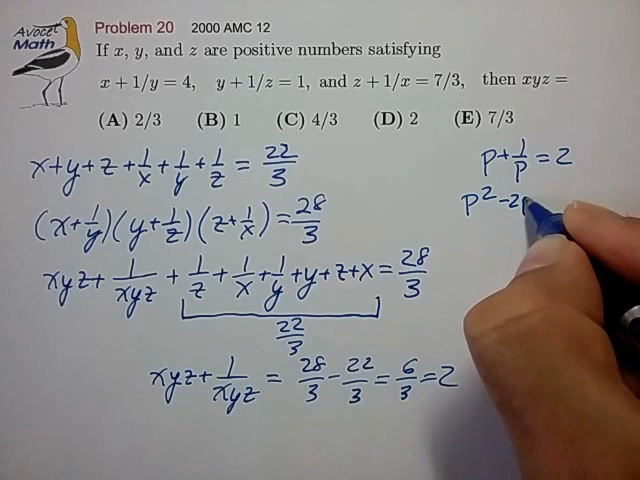 Avocet Math
Problem 20 2000 AMC 12
If x, y, and z are positive numbers satisfying
x + 1/y = 4, y + 1/z = 1, and z + 1/x = 7/3, then xyz =
(A) 2/3 (B) 1 (C) 4/3 (D) 2 (E) 7/3
x+y+z+1/x+1/y+1/z = 22/3
p+1/p = 2
p²-2p
(x+1/y)(y+1/z)(z+1/x) = 28/3
xyz + 1/xyz + 1/z + 1/x + 1/y + y + z + x = 28/3
22/3
xyz + 1/xyz = 28/3 - 22/3 = 6/3 = 2